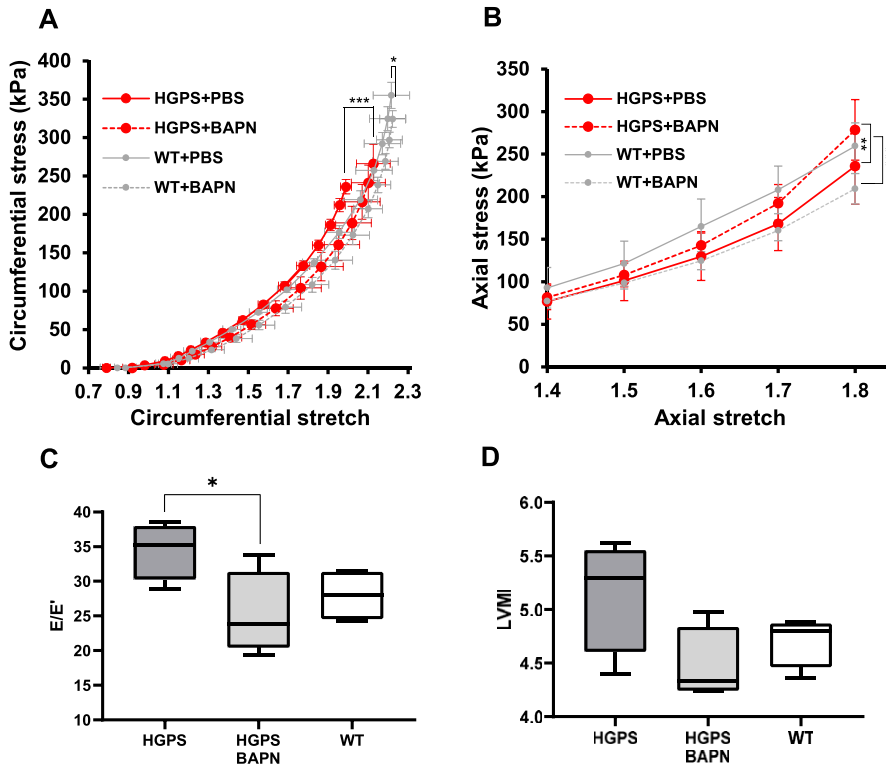 A
Circumferential stress (kPa)
400
350
300
250
200
150
100
50
0
0.7 0.9 1.1 1.3 1.5 1.7 1.9 2.1 2.3
Circumferential stretch
HGPS+PBS
HGPS+BAPN
WT+PBS
WT+BAPN
***
*
B
Axial stress (kPa)
350
300
250
200
150
100
50
0
1.4 1.5 1.6 1.7 1.8
Axial stretch
HGPS+PBS
HGPS+BAPN
WT+PBS
WT+BAPN
**
C
E/E'
40
35
30
25
20
15
10
*
HGPS HGPS WT
BAPN
D
LVMI
6.0
5.5
5.0
4.5
4.0
HGPS HGPS WT
BAPN